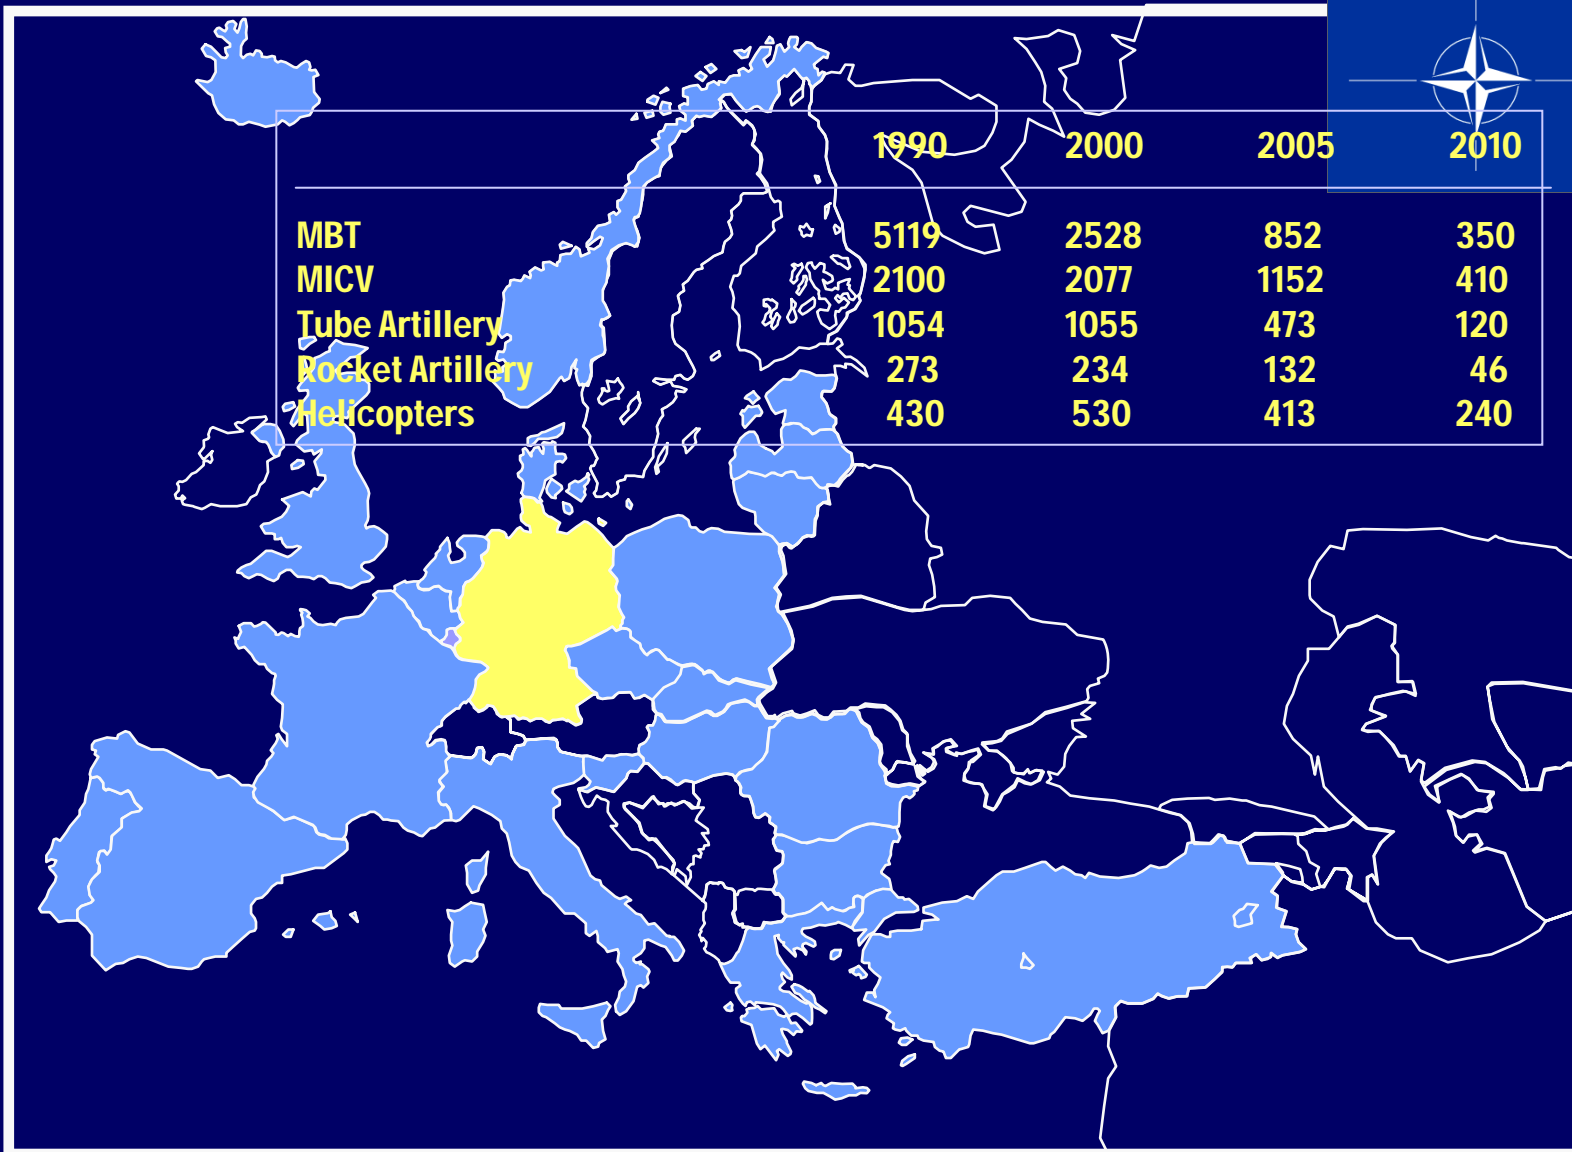 1990 2000 2005 2010
MBT 5119 2528 852 350
MICV 2100 2077 1152 410
Tube Artillery 1054 1055 473 120
Rocket Artillery 273 234 132 46
Helicopters 430 530 413 240